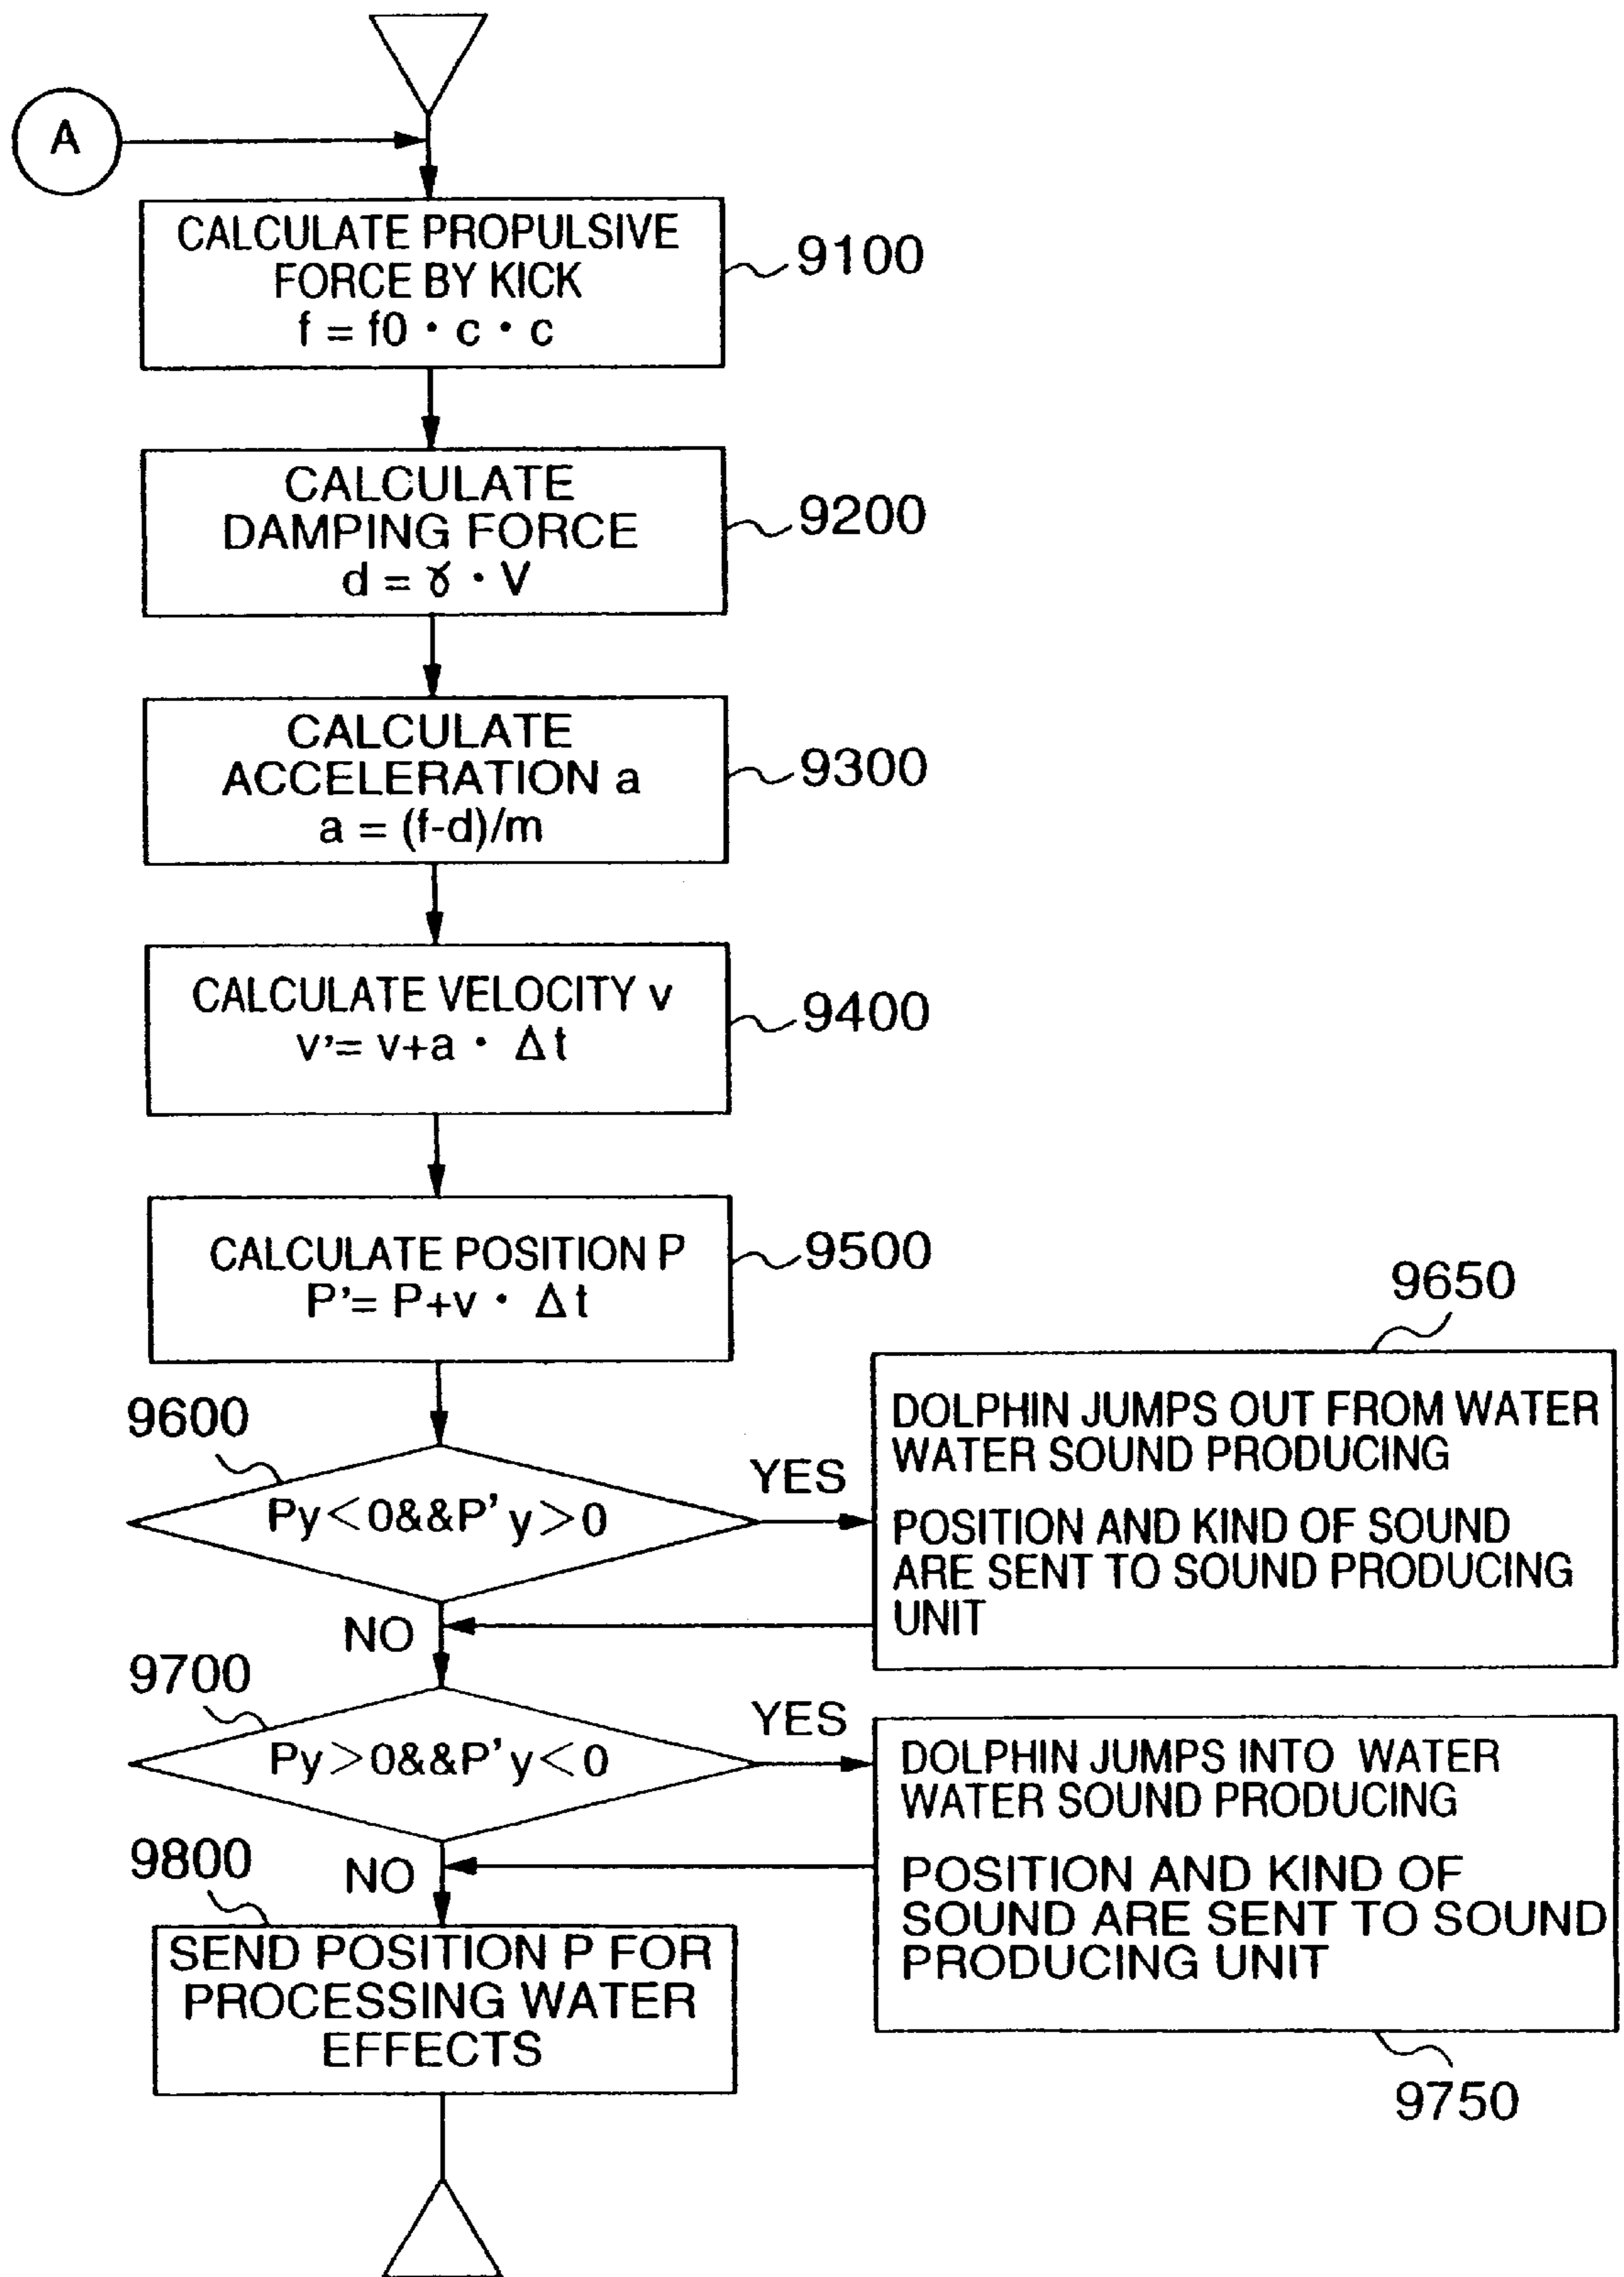 A
CALCULATE PROPULSIVE
FORCE BY KICK
f = f0 · c · c
9100
CALCULATE
DAMPING FORCE
d = γ · V
9200
CALCULATE
ACCELERATION a
a = (f-d)/m
9300
CALCULATE VELOCITY v
v'= v+a · Δt
9400
CALCULATE POSITION P
P'= P+v · Δt
9500
9600
Py<0&&P'y>0
YES
NO
9650
DOLPHIN JUMPS OUT FROM WATER
WATER SOUND PRODUCING
POSITION AND KIND OF SOUND
ARE SENT TO SOUND PRODUCING
UNIT
9700
Py>0&&P'y<0
YES
NO
DOLPHIN JUMPS INTO WATER
WATER SOUND PRODUCING
POSITION AND KIND OF
SOUND ARE SENT TO SOUND
PRODUCING UNIT
9750
9800
SEND POSITION P FOR
PROCESSING WATER
EFFECTS